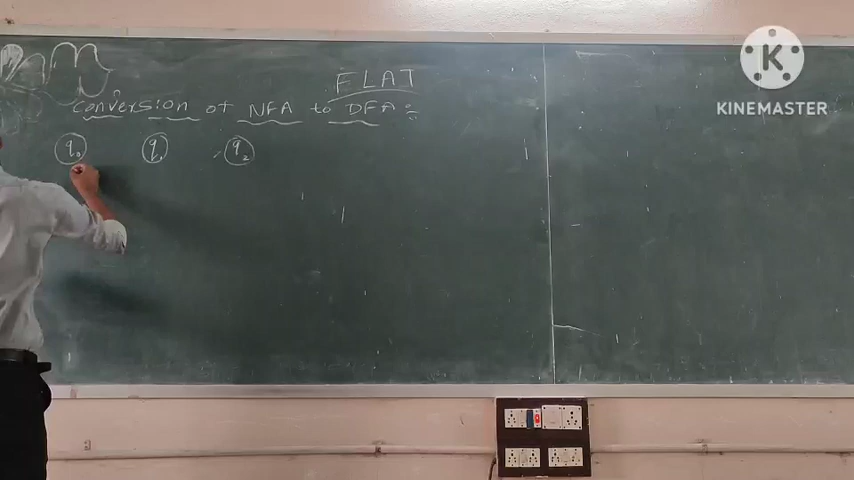 FLAT
Conversion of NFA to DFA:
q0 q1 q2
K
KINEMASTER